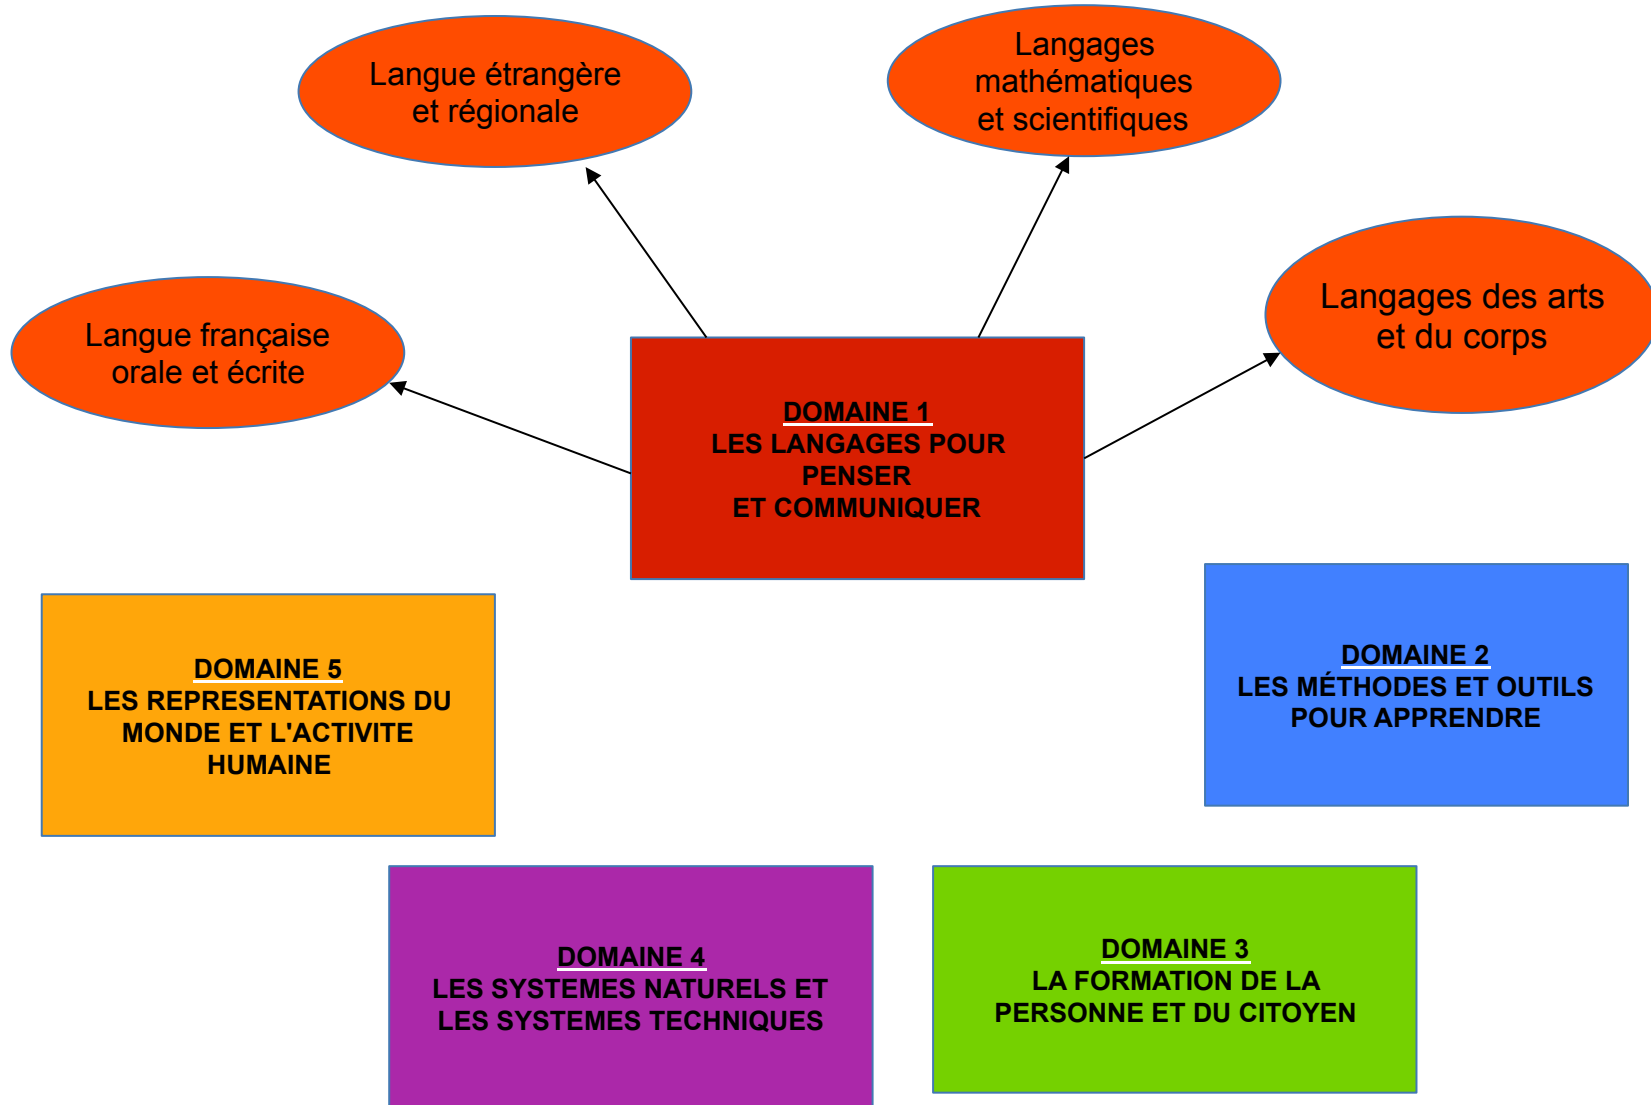 Langue étrangère
et régionale
Langages
mathématiques
et scientifiques
Langue française
orale et écrite
Langages des arts
et du corps
DOMAINE 1
LES LANGAGES POUR
PENSER
ET COMMUNIQUER
DOMAINE 5
LES REPRESENTATIONS DU
MONDE ET L'ACTIVITE
HUMAINE
DOMAINE 2
LES MÉTHODES ET OUTILS
POUR APPRENDRE
DOMAINE 4
LES SYSTEMES NATURELS ET
LES SYSTEMES TECHNIQUES
DOMAINE 3
LA FORMATION DE LA
PERSONNE ET DU CITOYEN